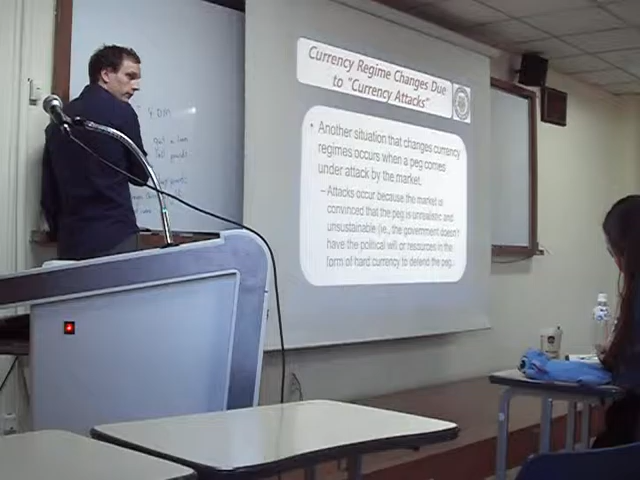 Currency Regime Changes Due
to "Currency Attacks"
• Another situation that changes currency
regimes occurs when a peg comes
under attack by the market.
– Attacks occur because the market is
convinced that the peg is unrealistic and
unsustainable (i.e., the government doesn't
have the political will or resources in the
form of hard currency to defend the peg.